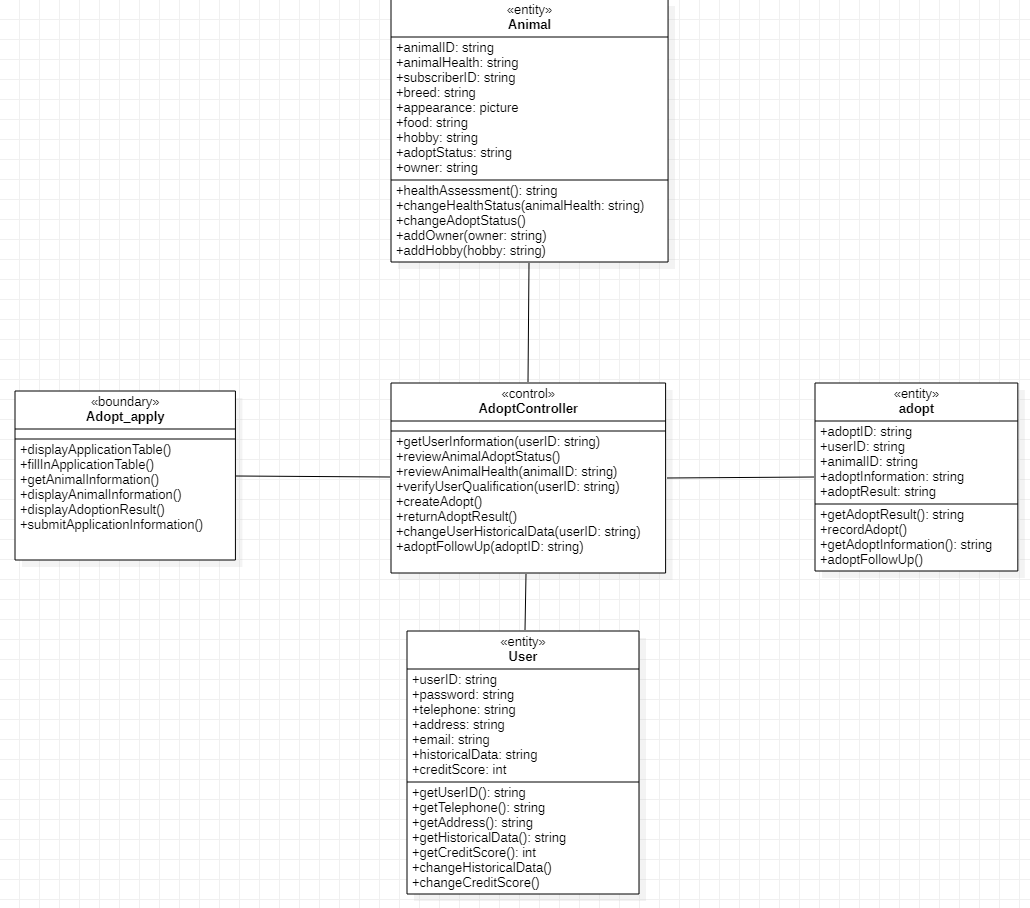 «entity»
Animal
+animalID: string
+animalHealth: string
+subscriberID: string
+breed: string
+appearance: picture
+food: string
+hobby: string
+adoptStatus: string
+owner: string
+healthAssessment(): string
+changeHealthStatus(animalHealth: string)
+changeAdoptStatus()
+addOwner(owner: string)
+addHobby(hobby: string)
«boundary»
Adopt_apply
+displayApplicationTable()
+fillInApplicationTable()
+getAnimalInformation()
+displayAnimalInformation()
+displayAdoptionResult()
+submitApplicationInformation()
«control»
AdoptController
+getUserInformation(userID: string)
+reviewAnimalAdoptStatus()
+reviewAnimalHealth(animalID: string)
+verifyUserQualification(userID: string)
+createAdopt()
+returnAdoptResult()
+changeUserHistoricalData(userID: string)
+adoptFollowUp(adoptID: string)
«entity»
adopt
+adoptID: string
+userID: string
+animalID: string
+adoptInformation: string
+adoptResult: string
+getAdoptResult(): string
+recordAdopt()
+getAdoptInformation(): string
+adoptFollowUp()
«entity»
User
+userID: string
+password: string
+telephone: string
+address: string
+email: string
+historicalData: string
+creditScore: int
+getUserID(): string
+getTelephone(): string
+getAddress(): string
+getHistoricalData(): string
+getCreditScore(): int
+changeHistoricalData()
+changeCreditScore()